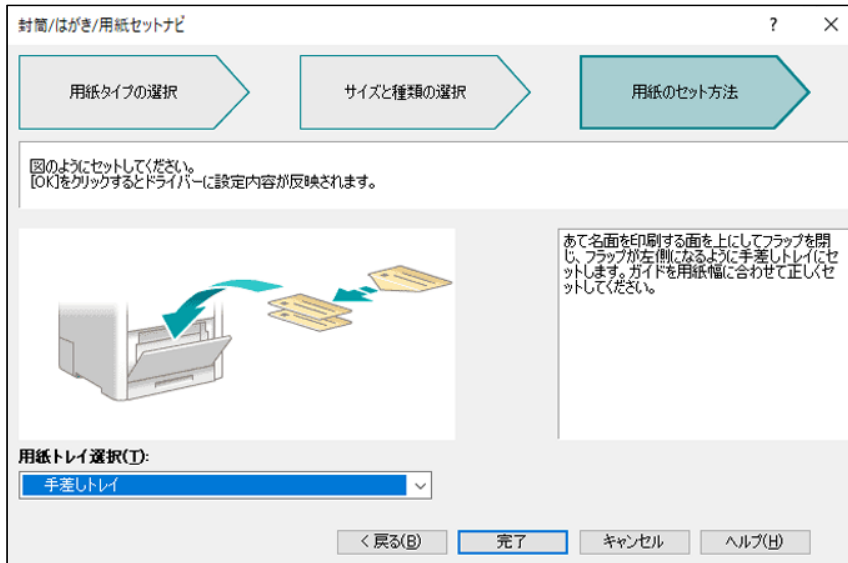 封筒/はがき/用紙セットナビ
?
用紙タイプの選択
サイズと種類の選択
用紙のセット方法
図のようにセットしてください。
[OK]をクリックするとドライバーに設定内容が反映されます。
あて名面を印刷する面を上にしてフラップを閉
じ、フラップが左側になるように手差しトレイにセ
ットします。ガイドを用紙幅に合わせて正しくセ
ットしてください。
用紙トレイ選択(T):
手差しトレイ
< 戻る(B)
完了
キャンセル
ヘルプ(H)